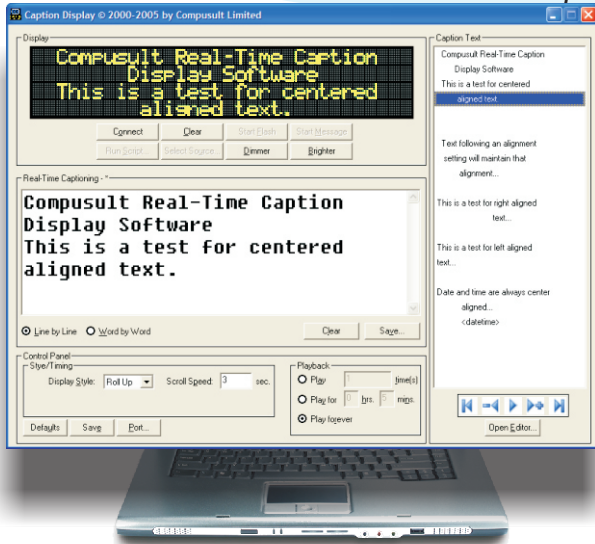 Caption Display © 2000-2005 by Compusult Limited
Display
Compusult Real-Time Caption
Display Software
This is a test for centered
aligned text.
Connect Clear Start Flash Start Message
Run Script... Select Source Dimmer Brighter
Real-Time Captioning - *
Compusult Real-Time Caption
Display Software
This is a test for centered
aligned text.
Line by Line Word by Word Clear Save...
Control Panel
Stye/Timing
Display Style: Roll Up Scroll Speed: 3 sec.
Defaults Save Port...
Playback
Play 1 time(s)
Play for 0 hrs. 5 mins.
Play forever
Caption Text
Compusult Real-Time Caption
Display Software
This is a test for centered
aligned text
Text following an alignment
setting will maintain that
alignment...
This is a test for right aligned
text...
This is a test for left aligned
text...
Date and time are always center
aligned...
<datetime>
Open Editor...